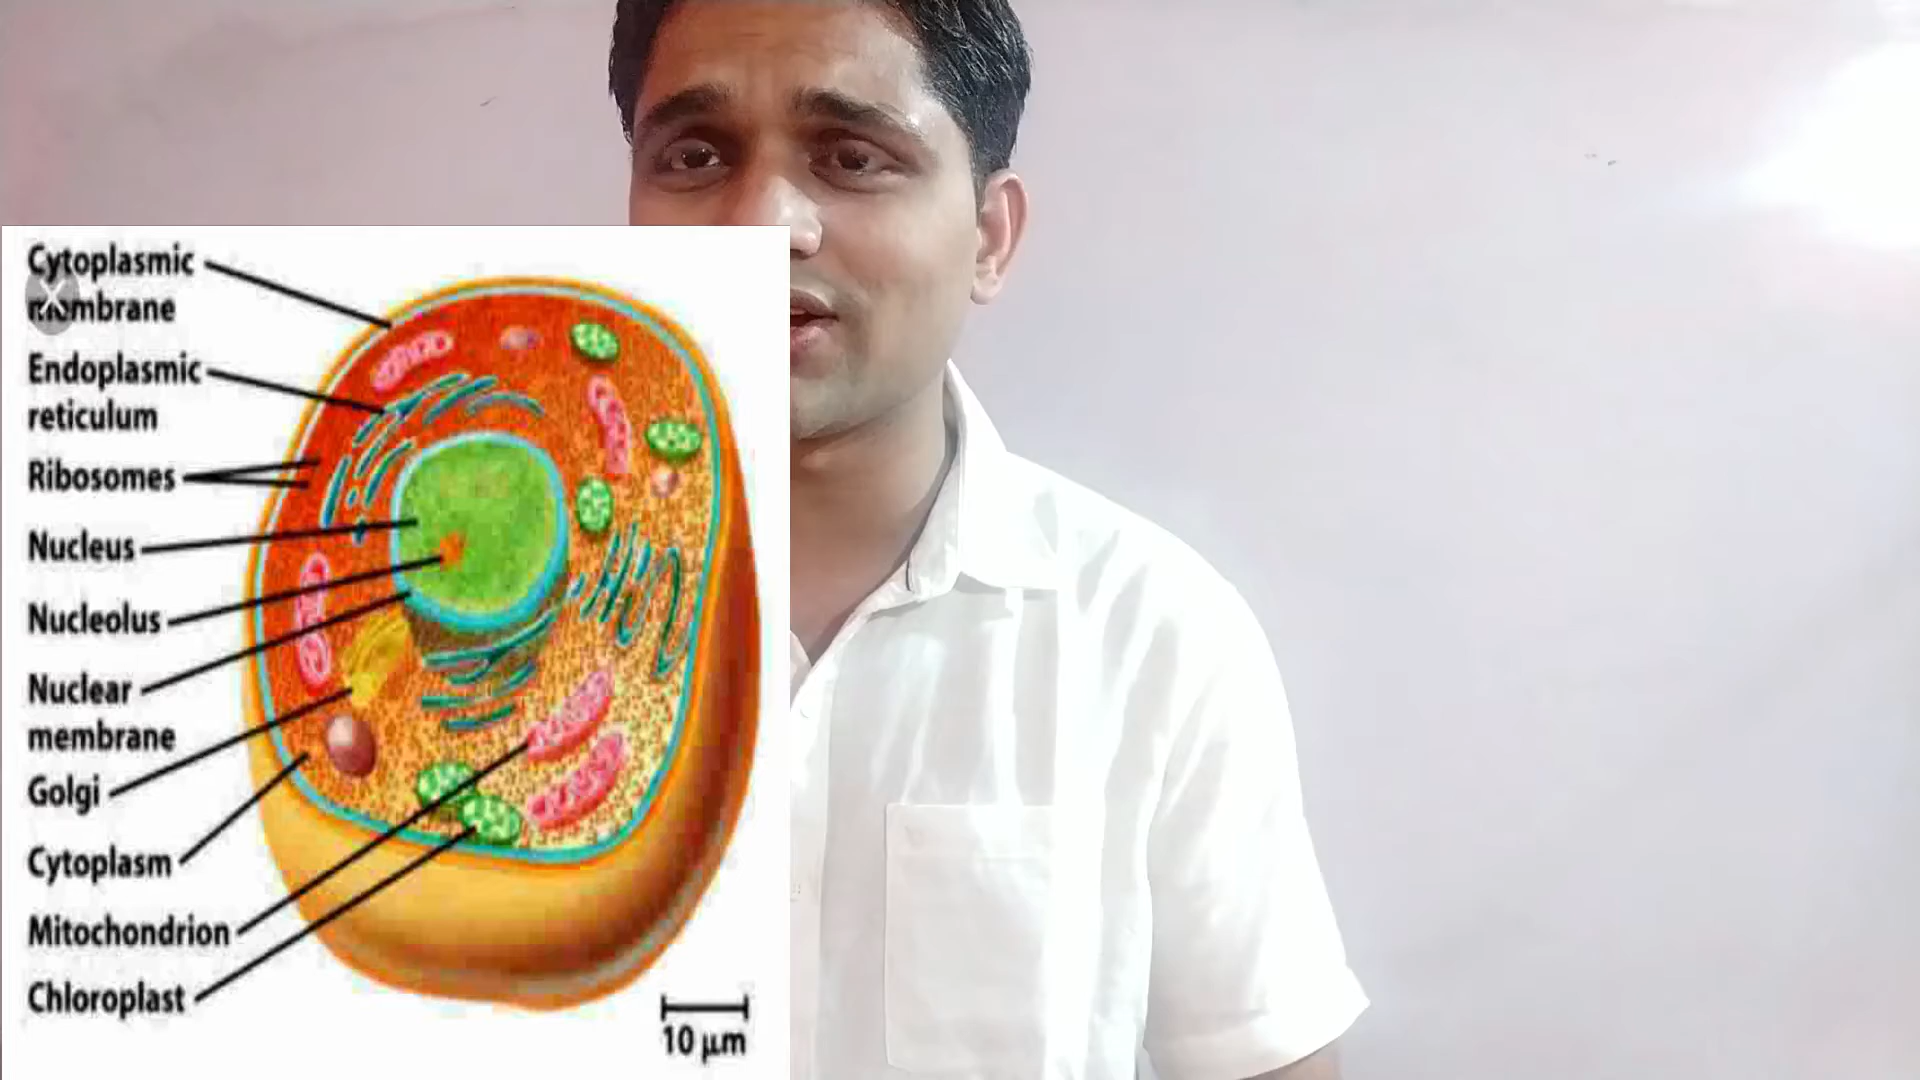 Cytoplasmic
membrane
Endoplasmic
reticulum
Ribosomes
Nucleus
Nucleolus
Nuclear
membrane
Golgi
Cytoplasm
Mitochondrion
Chloroplast
10 µm